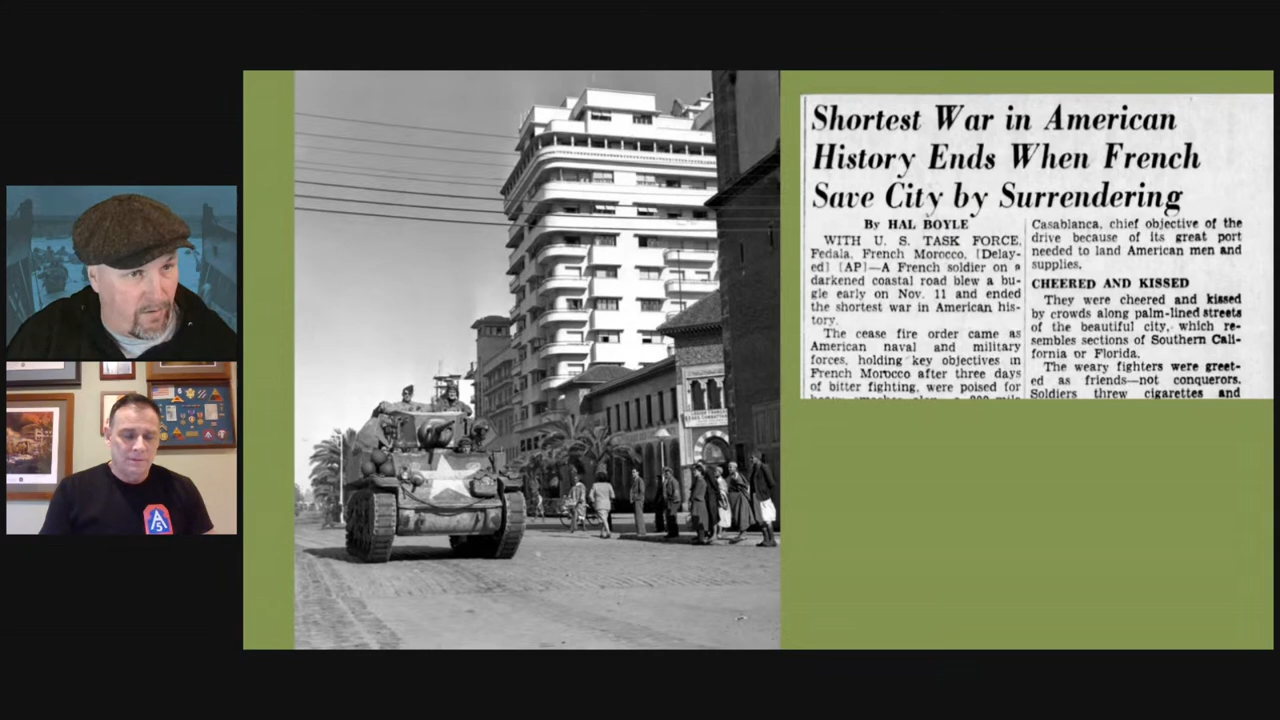 Shortest War in American
History Ends When French
Save City by Surrendering
By HAL BOYLE
WITH U. S. TASK FORCE,
Fedala, French Morocco, [Delay-
ed] [AP]—A French soldier on a
darkened coastal road blew a bu-
gle early on Nov. 11 and ended
the shortest war in American his-
tory.
The cease fire order came as
American naval and military
forces, holding key objectives in
French Morocco after three days
of bitter fighting, were poised for
Casablanca, chief objective of the
drive because of its great port
needed to land American men and
supplies.
CHEERED AND KISSED
They were cheered and kissed
by crowds along palm-lined streets
of the beautiful city, which re-
sembles sections of Southern Cali-
fornia or Florida.
The weary fighters were greet-
ed as friends—not conquerors.
Soldiers threw cigarettes and
A
5